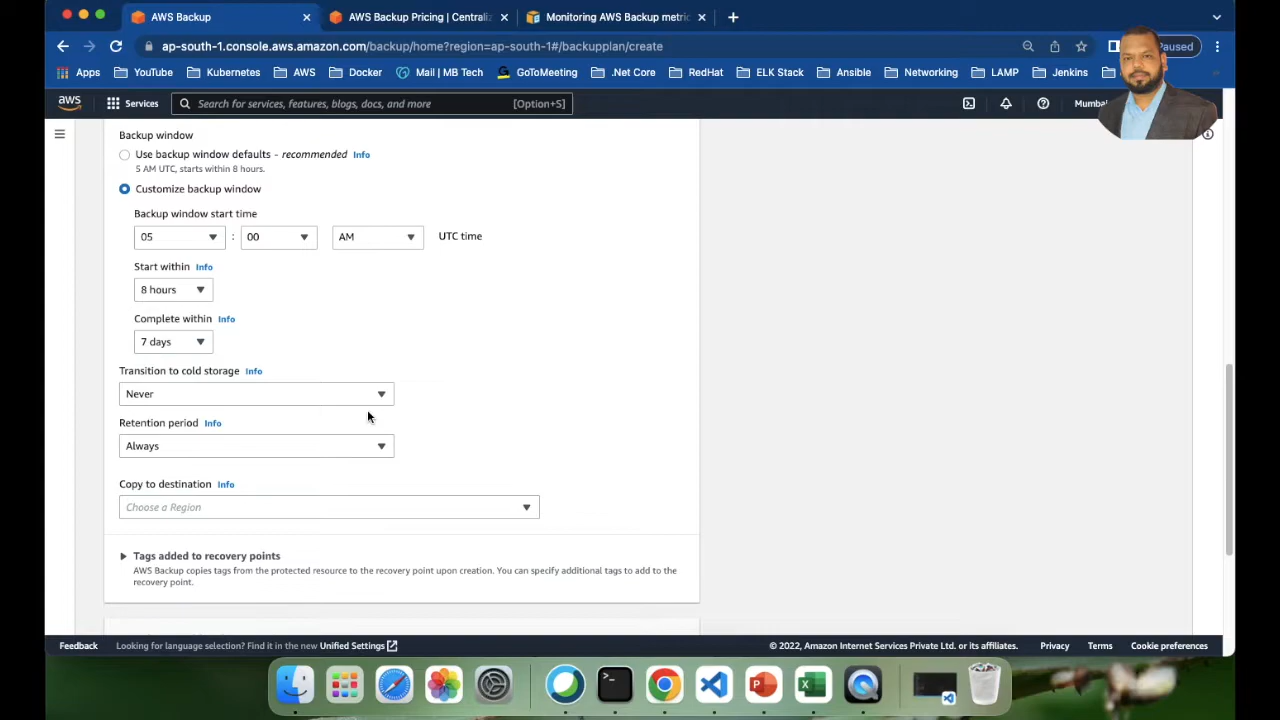 AWS Backup
AWS Backup Pricing | Centraliz
Monitoring AWS Backup metric
ap-south-1.console.aws.amazon.com/backup/home?region=ap-south-1#/backupplan/create
Paused
Apps
YouTube
Kubernetes
AWS
Docker
Mail | MB Tech
GoToMeeting
.Net Core
RedHat
ELK Stack
Ansible
Networking
LAMP
Jenkins
aws
Services
Search for services, features, blogs, docs, and more
[Option+S]
Mumba
Backup window
Use backup window defaults - recommended Info
5 AM UTC, starts within 8 hours.
Customize backup window
Backup window start time
05 : 00 AM UTC time
Start within Info
8 hours
Complete within Info
7 days
Transition to cold storage Info
Never
Retention period Info
Always
Copy to destination Info
Choose a Region
Tags added to recovery points
AWS Backup copies tags from the protected resource to the recovery point upon creation. You can specify additional tags to add to the
recovery point.
Feedback
Looking for language selection? Find it in the new Unified Settings
© 2022, Amazon Internet Services Private Ltd. or its affiliates.
Privacy
Terms
Cookie preferences